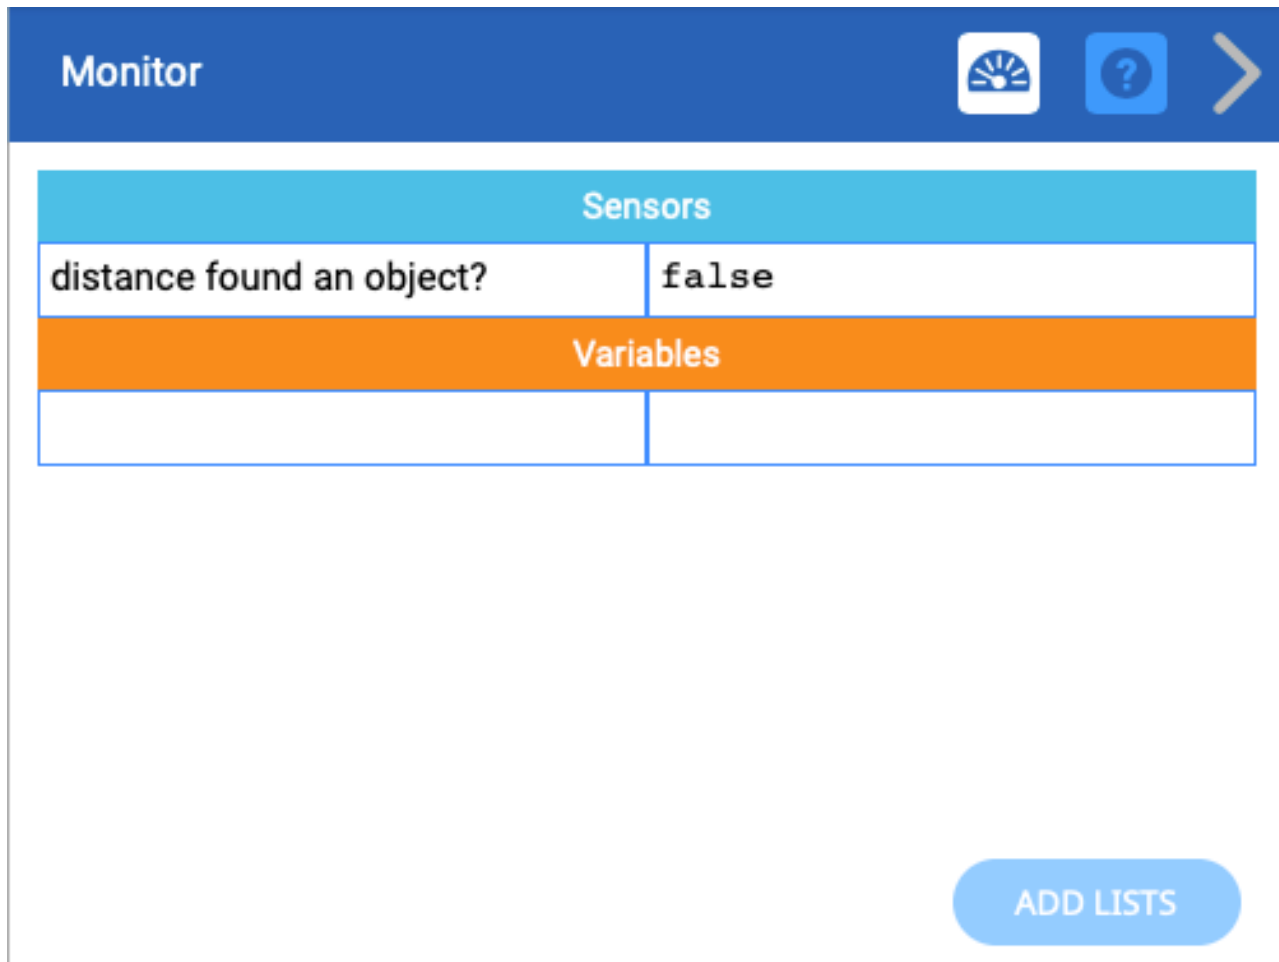 Monitor
?
Sensors
distance found an object? false
Variables
ADD LISTS